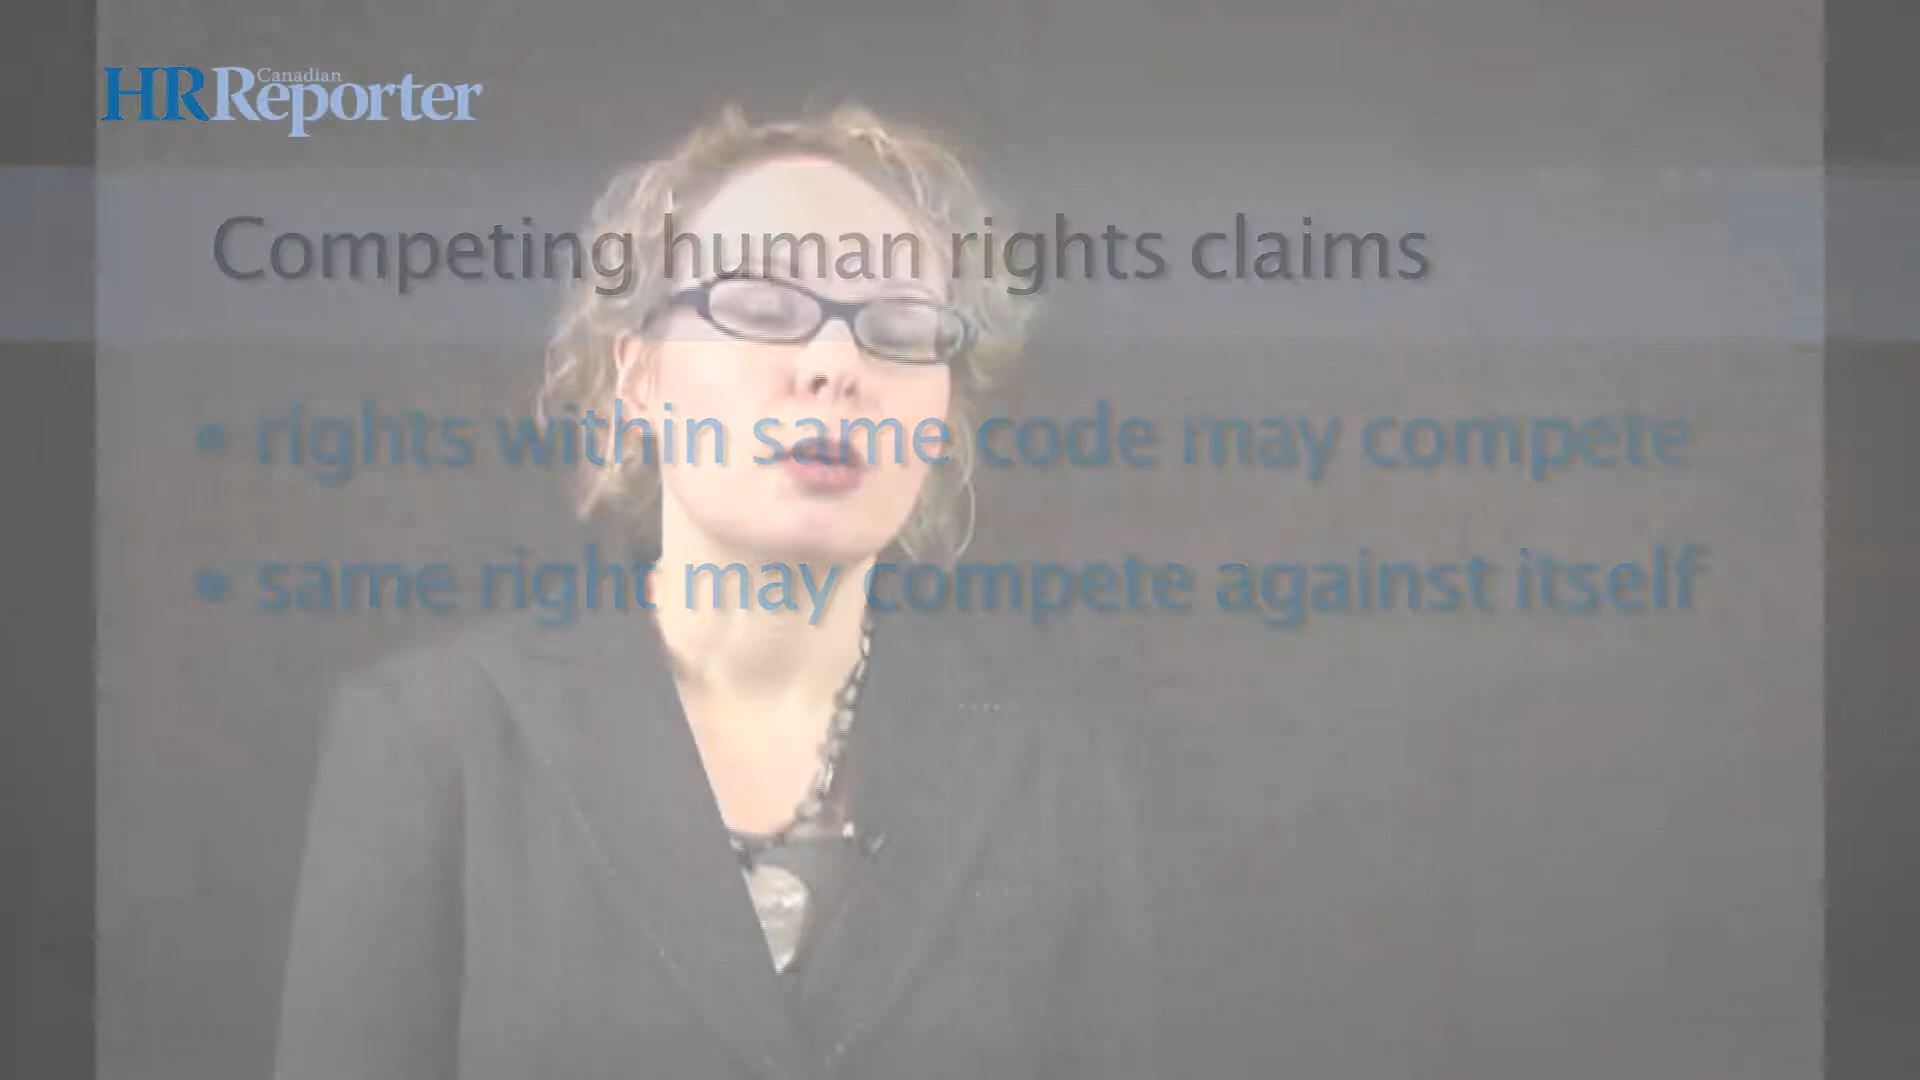 Canadian
HR Reporter
Competing human rights claims
• rights within same code may compete
• same right may compete against itself